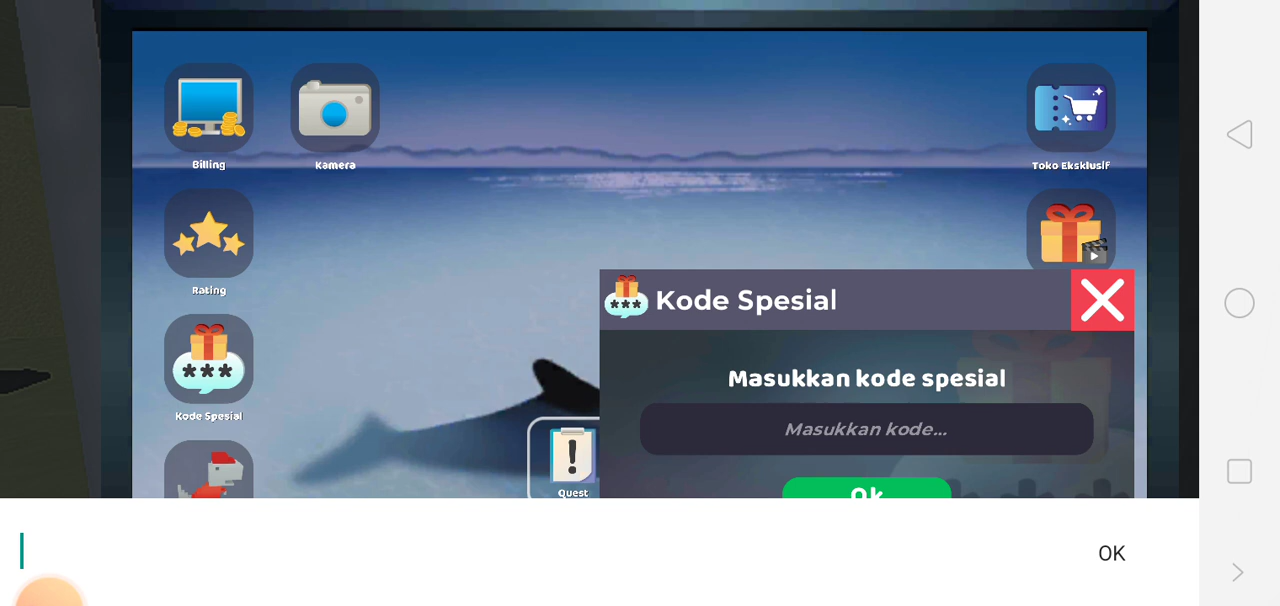 Billing
Kamera
Toko Eksklusif
Rating
Kode Spesial
***
Masukkan kode spesial
Masukkan kode...
***
Kode Spesial
Quest
Ok
OK